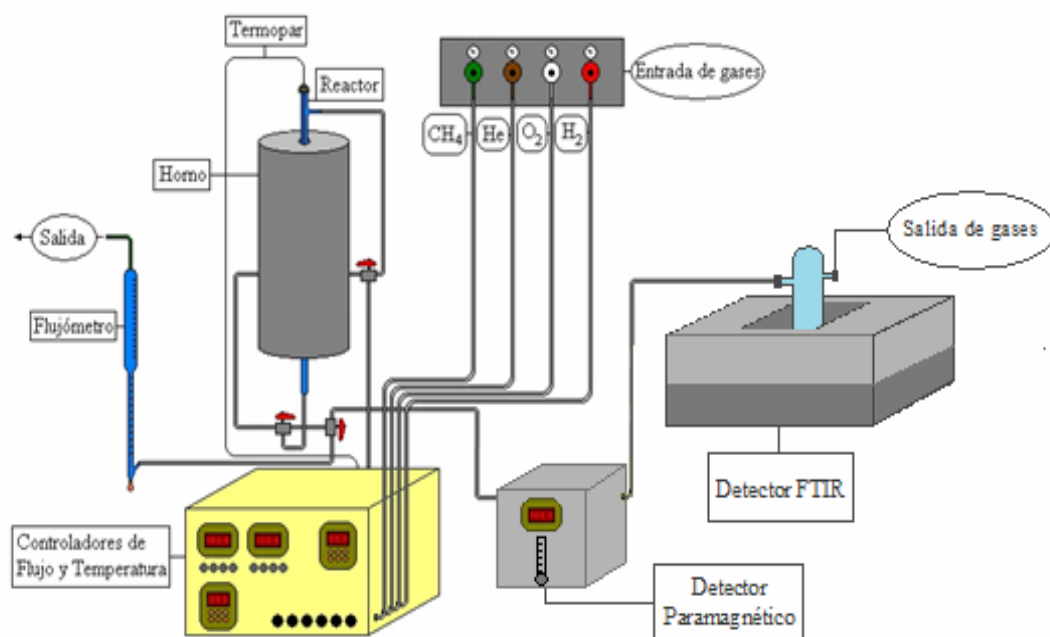 Termopar
Reactor
Entrada de gases
CH4
He
O2
H2
Horno
Salida
Salida de gases
Flujómetro
Detector FTIR
Controladores de
Flujo y Temperatura
Detector
Paramagnético